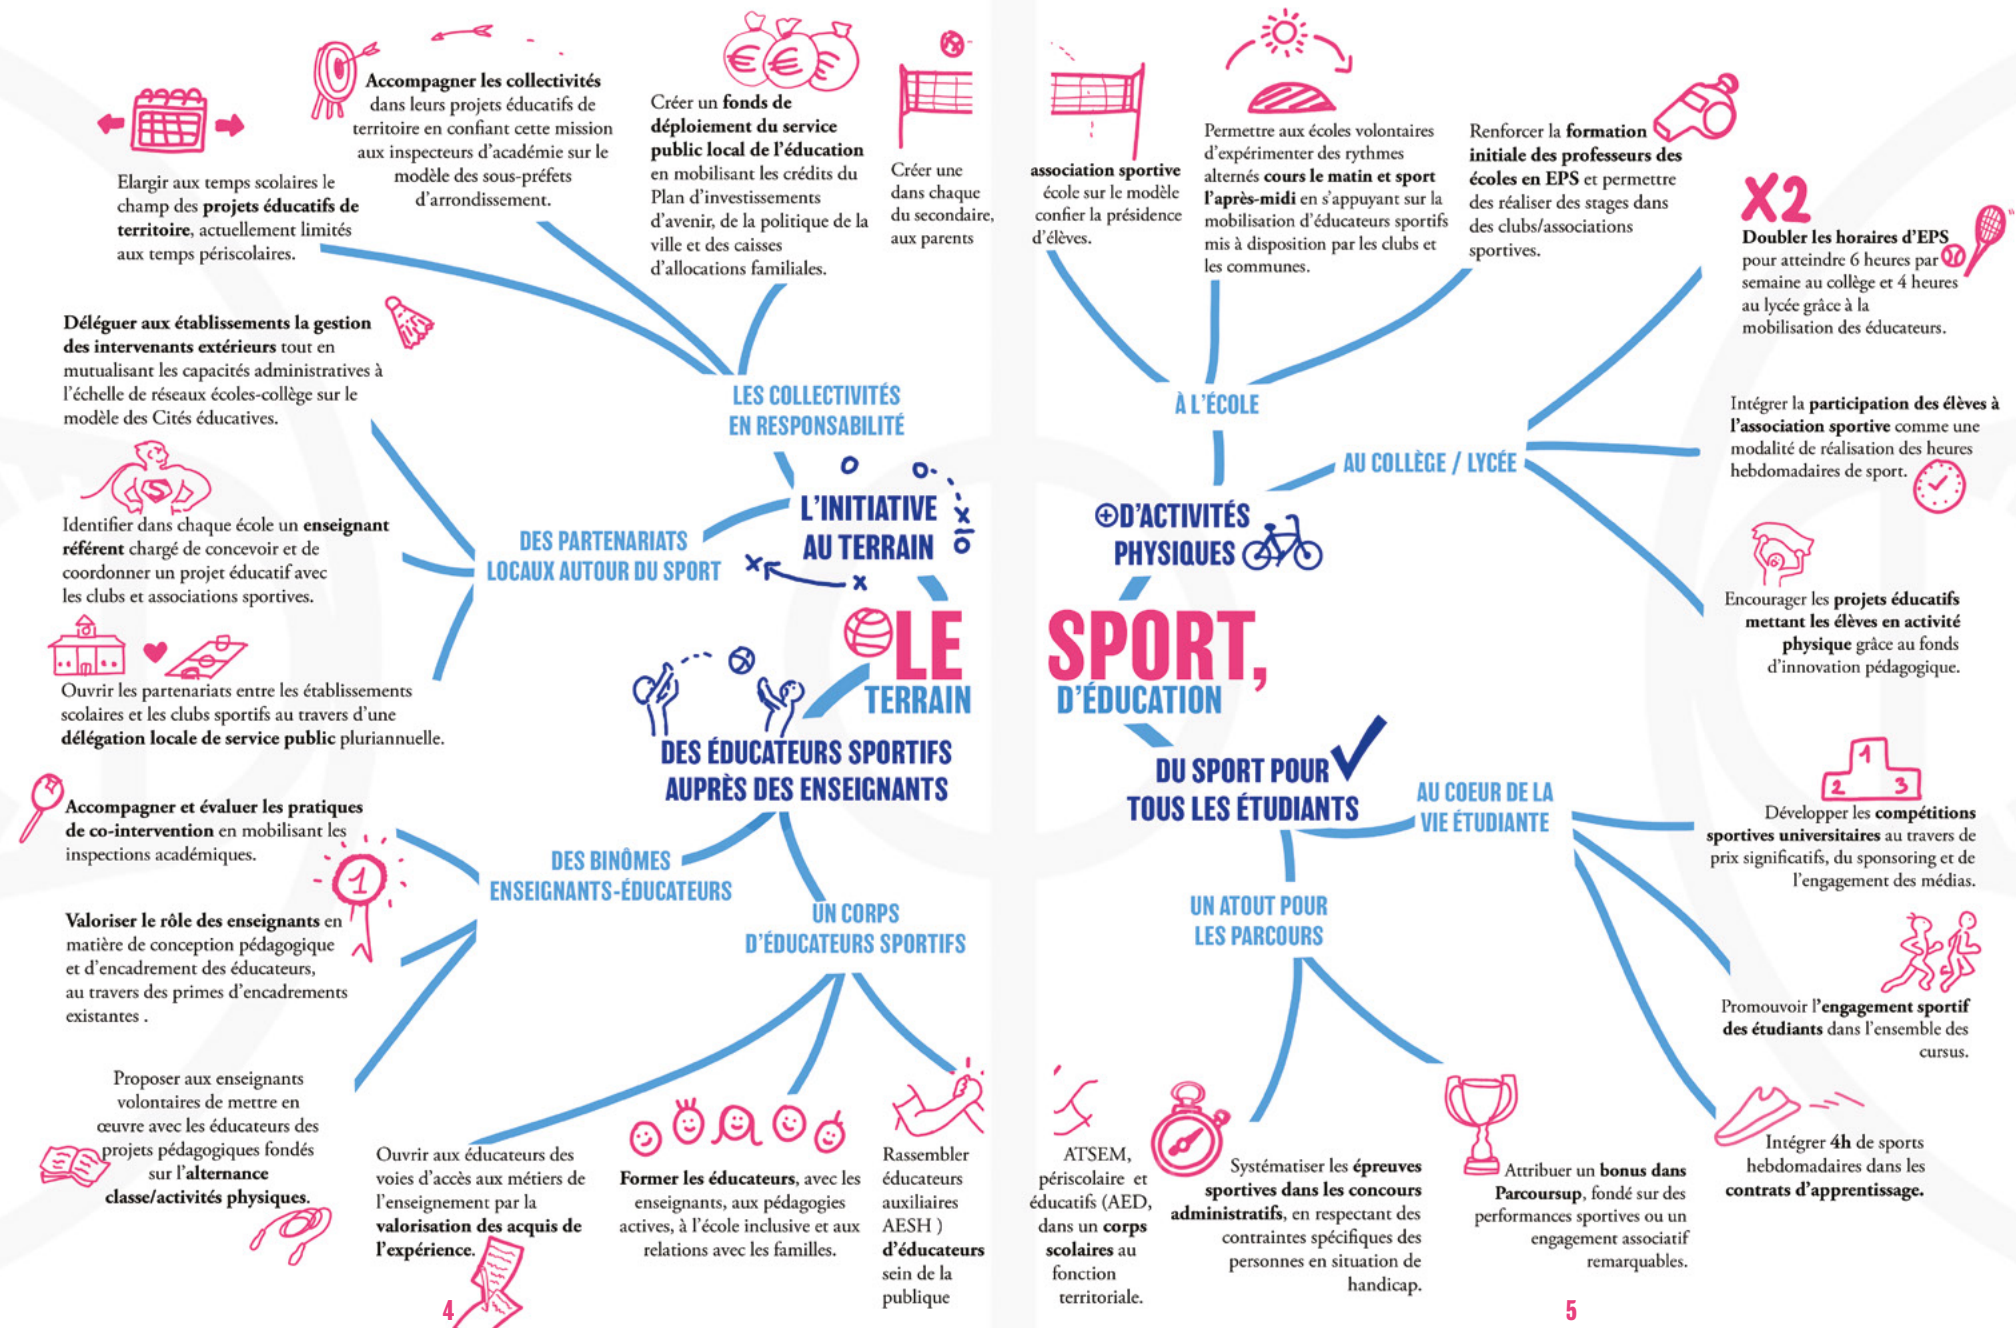 Accompagner les collectivités
dans leurs projets éducatifs de
territoire en confiant cette mission
aux inspecteurs d'académie sur le
modèle des sous-préfets
d'arrondissement.
Elargir aux temps scolaires le
champ des projets éducatifs de
territoire, actuellement limités
aux temps périscolaires.
Créer un fonds de
déploiement du service
public local de l'éducation
en mobilisant les crédits du
Plan d'investissements
d'avenir, de la politique de la
ville et des caisses
d'allocations familiales.
Créer une association sportive
dans chaque école sur le modèle
du secondaire, confier la présidence
aux parents d'élèves.
Permettre aux écoles volontaires
d'expérimenter des rythmes
alternés cours le matin et sport
l'après-midi en s'appuyant sur la
mobilisation d'éducateurs sportifs
mis à disposition par les clubs et
les communes.
Renforcer la formation
initiale des professeurs des
écoles en EPS et permettre
des réaliser des stages dans
des clubs/associations
sportives.
X2
Doubler les horaires d'EPS
pour atteindre 6 heures par
semaine au collège et 4 heures
au lycée grâce à la
mobilisation des éducateurs.
Déléguer aux établissements la gestion
des intervenants extérieurs tout en
mutualisant les capacités administratives à
l'échelle de réseaux écoles-collège sur le
modèle des Cités éducatives.
LES COLLECTIVITÉS
EN RESPONSABILITÉ
À L'ÉCOLE
AU COLLÈGE / LYCÉE
Intégrer la participation des élèves à
l'association sportive comme une
modalité de réalisation des heures
hebdomadaires de sport.
S
Identifier dans chaque école un enseignant
référent chargé de concevoir et de
coordonner un projet éducatif avec
les clubs et associations sportives.
DES PARTENARIATS
LOCAUX AUTOUR DU SPORT
L'INITIATIVE
AU TERRAIN
+D'ACTIVITÉS
PHYSIQUES
Encourager les projets éducatifs
mettant les élèves en activité
physique grâce au fonds
d'innovation pédagogique.
Ouvrir les partenariats entre les établissements
scolaires et les clubs sportifs au travers d'une
délégation locale de service public pluriannuelle.
LE SPORT,
TERRAIN D'ÉDUCATION
DES ÉDUCATEURS SPORTIFS
AUPRÈS DES ENSEIGNANTS
DU SPORT POUR
TOUS LES ÉTUDIANTS
AU COEUR DE LA
VIE ÉTUDIANTE
1
2 3
Développer les compétitions
sportives universitaires au travers de
prix significatifs, du sponsoring et de
l'engagement des médias.
Accompagner et évaluer les pratiques
de co-intervention en mobilisant les
inspections académiques.
1
DES BINÔMES
ENSEIGNANTS-ÉDUCATEURS
UN CORPS
D'ÉDUCATEURS SPORTIFS
UN ATOUT POUR
LES PARCOURS
Valoriser le rôle des enseignants en
matière de conception pédagogique
et d'encadrement des éducateurs,
au travers des primes d'encadrements
existantes .
Promouvoir l'engagement sportif
des étudiants dans l'ensemble des
cursus.
Proposer aux enseignants
volontaires de mettre en
œuvre avec les éducateurs des
projets pédagogiques fondés
sur l'alternance
classe/activités physiques.
Ouvrir aux éducateurs des
voies d'accès aux métiers de
l'enseignement par la
valorisation des acquis de
l'expérience.
Former les éducateurs, avec les
enseignants, aux pédagogies
actives, à l'école inclusive et aux
relations avec les familles.
Rassembler ATSEM,
éducateurs périscolaire et
auxiliaires éducatifs (AED,
AESH ) dans un corps
d'éducateurs scolaires au
sein de la fonction
publique territoriale.
Systématiser les épreuves
sportives dans les concours
administratifs, en respectant des
contraintes spécifiques des
personnes en situation de
handicap.
Attribuer un bonus dans
Parcoursup, fondé sur des
performances sportives ou un
engagement associatif
remarquables.
Intégrer 4h de sports
hebdomadaires dans les
contrats d'apprentissage.
4
5